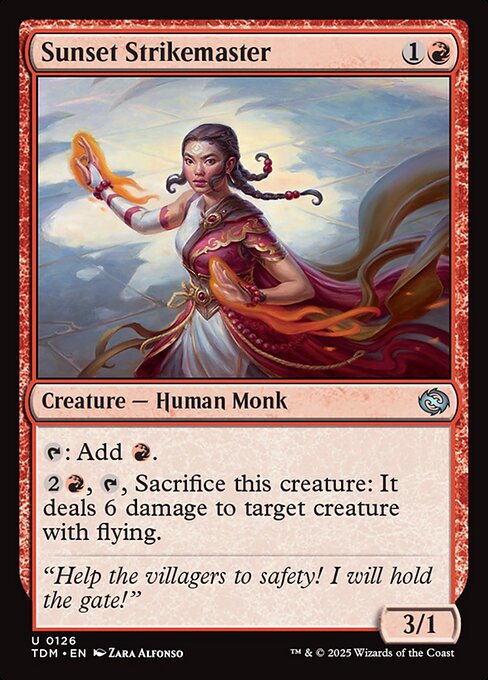 Sunset Strikemaster 1
Creature — Human Monk
: Add .
2, , Sacrifice this creature: It
deals 6 damage to target creature
with flying.
“Help the villagers to safety! I will hold
the gate!”
3/1
U 0126
TDM • EN Zara Alfonso
™ & © 2025 Wizards of the Coast